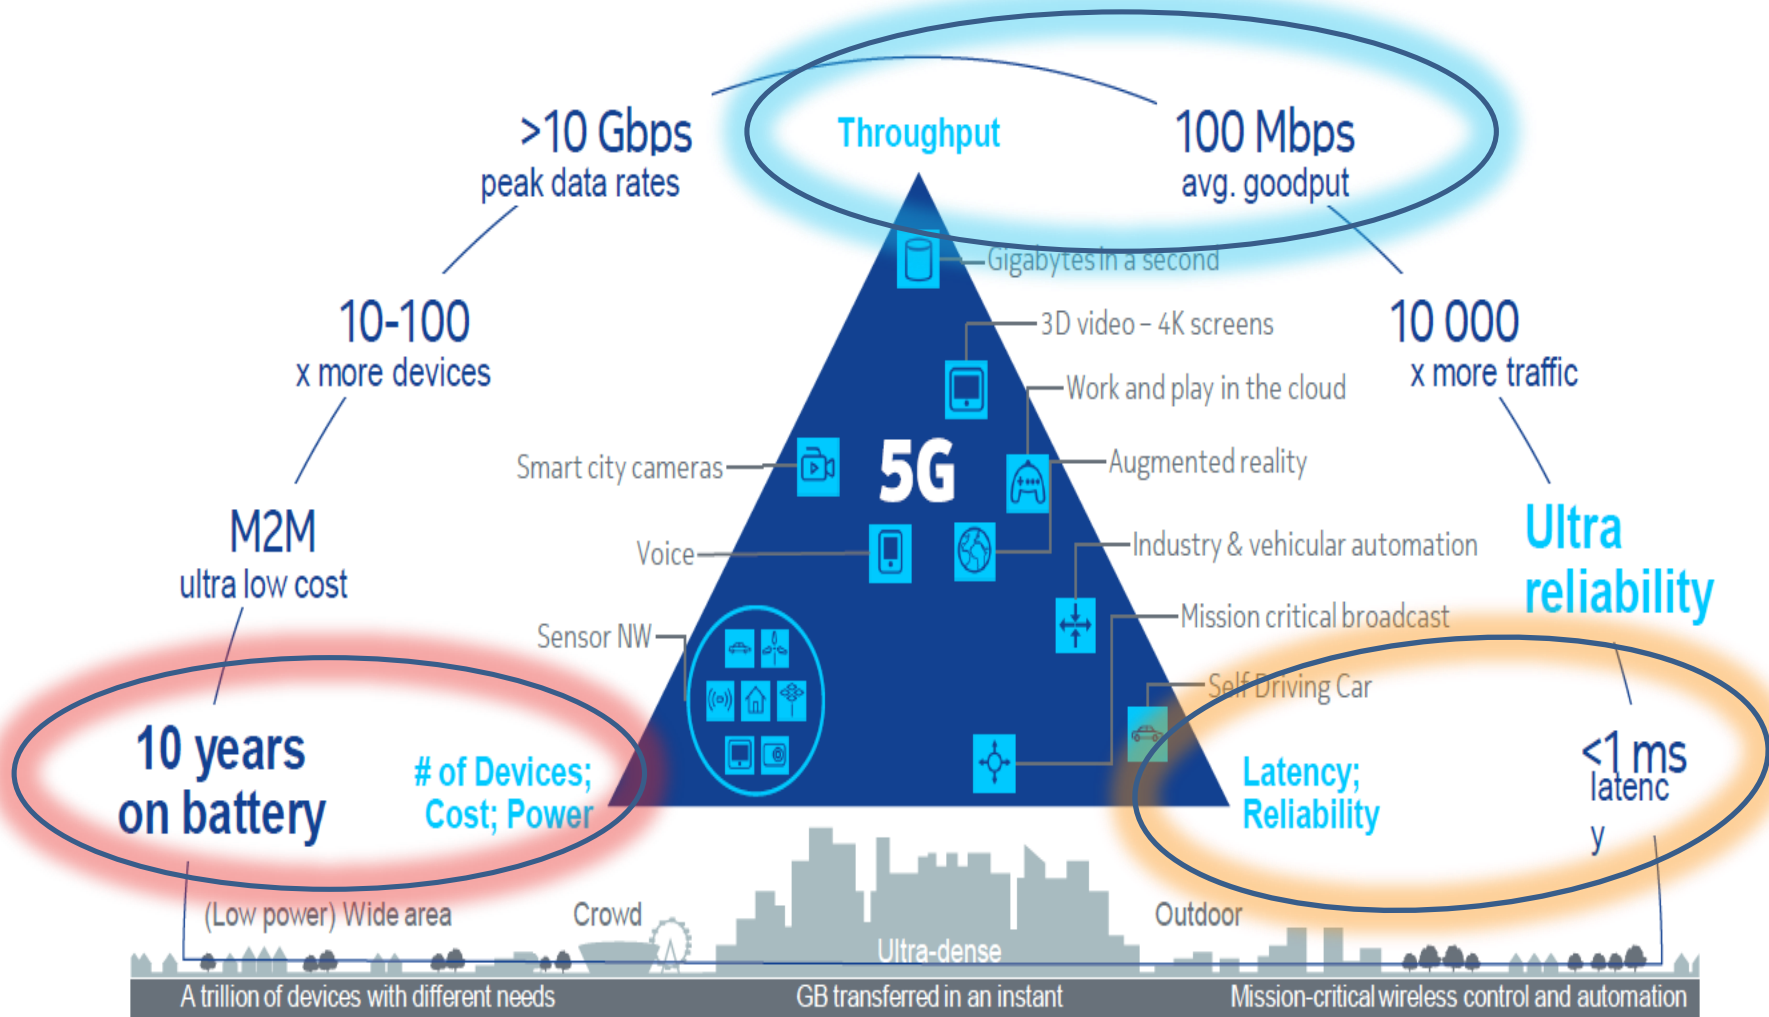 Throughput
>10 Gbps
peak data rates
100 Mbps
avg. goodput
Gigabytes in a second
10-100
x more devices
3D video – 4K screens
10 000
x more traffic
Work and play in the cloud
Smart city cameras
5G
Augmented reality
M2M
ultra low cost
Voice
Industry & vehicular automation
Ultra
reliability
Sensor NW
Mission critical broadcast
Self Driving Car
10 years
on battery
# of Devices;
Cost; Power
Latency;
Reliability
<1 ms
latenc
y
(Low power) Wide area
Crowd
Ultra-dense
Outdoor
A trillion of devices with different needs
GB transferred in an instant
Mission-critical wireless control and automation